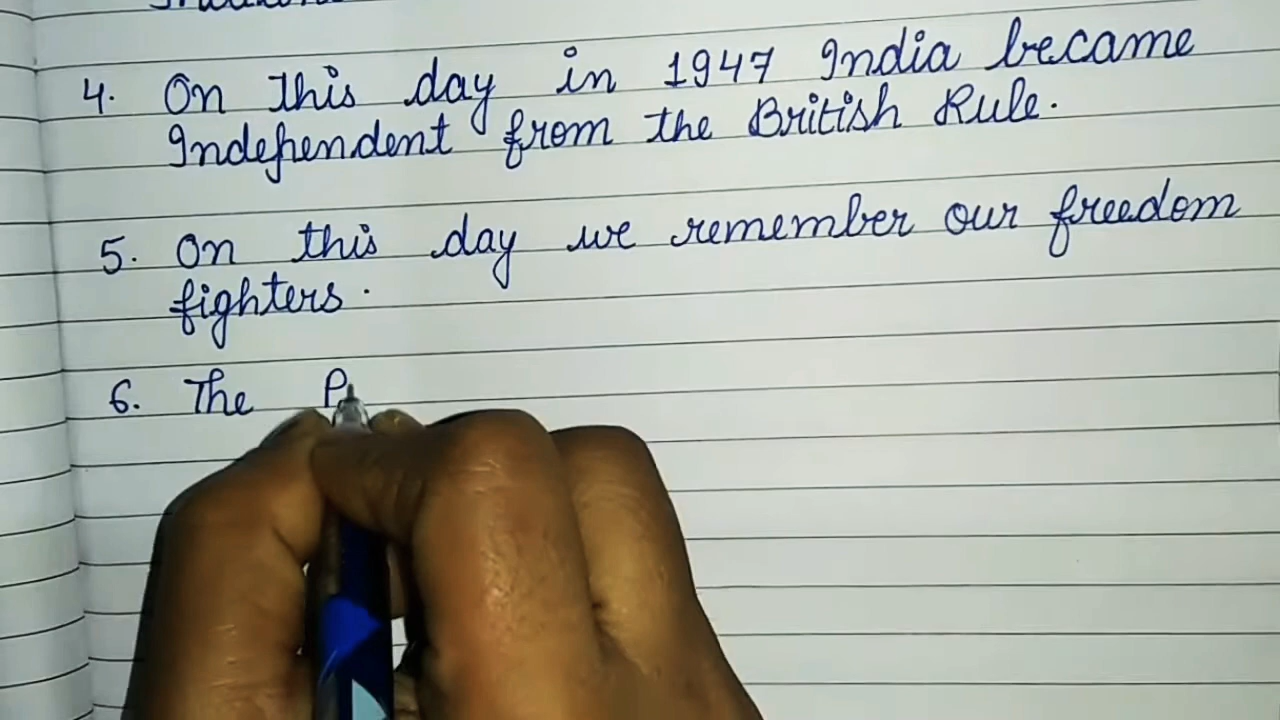 4. On this day in 1947 India became
Independent from the British Rule.
5. On this day we remember our freedom
fighters.
6. The P